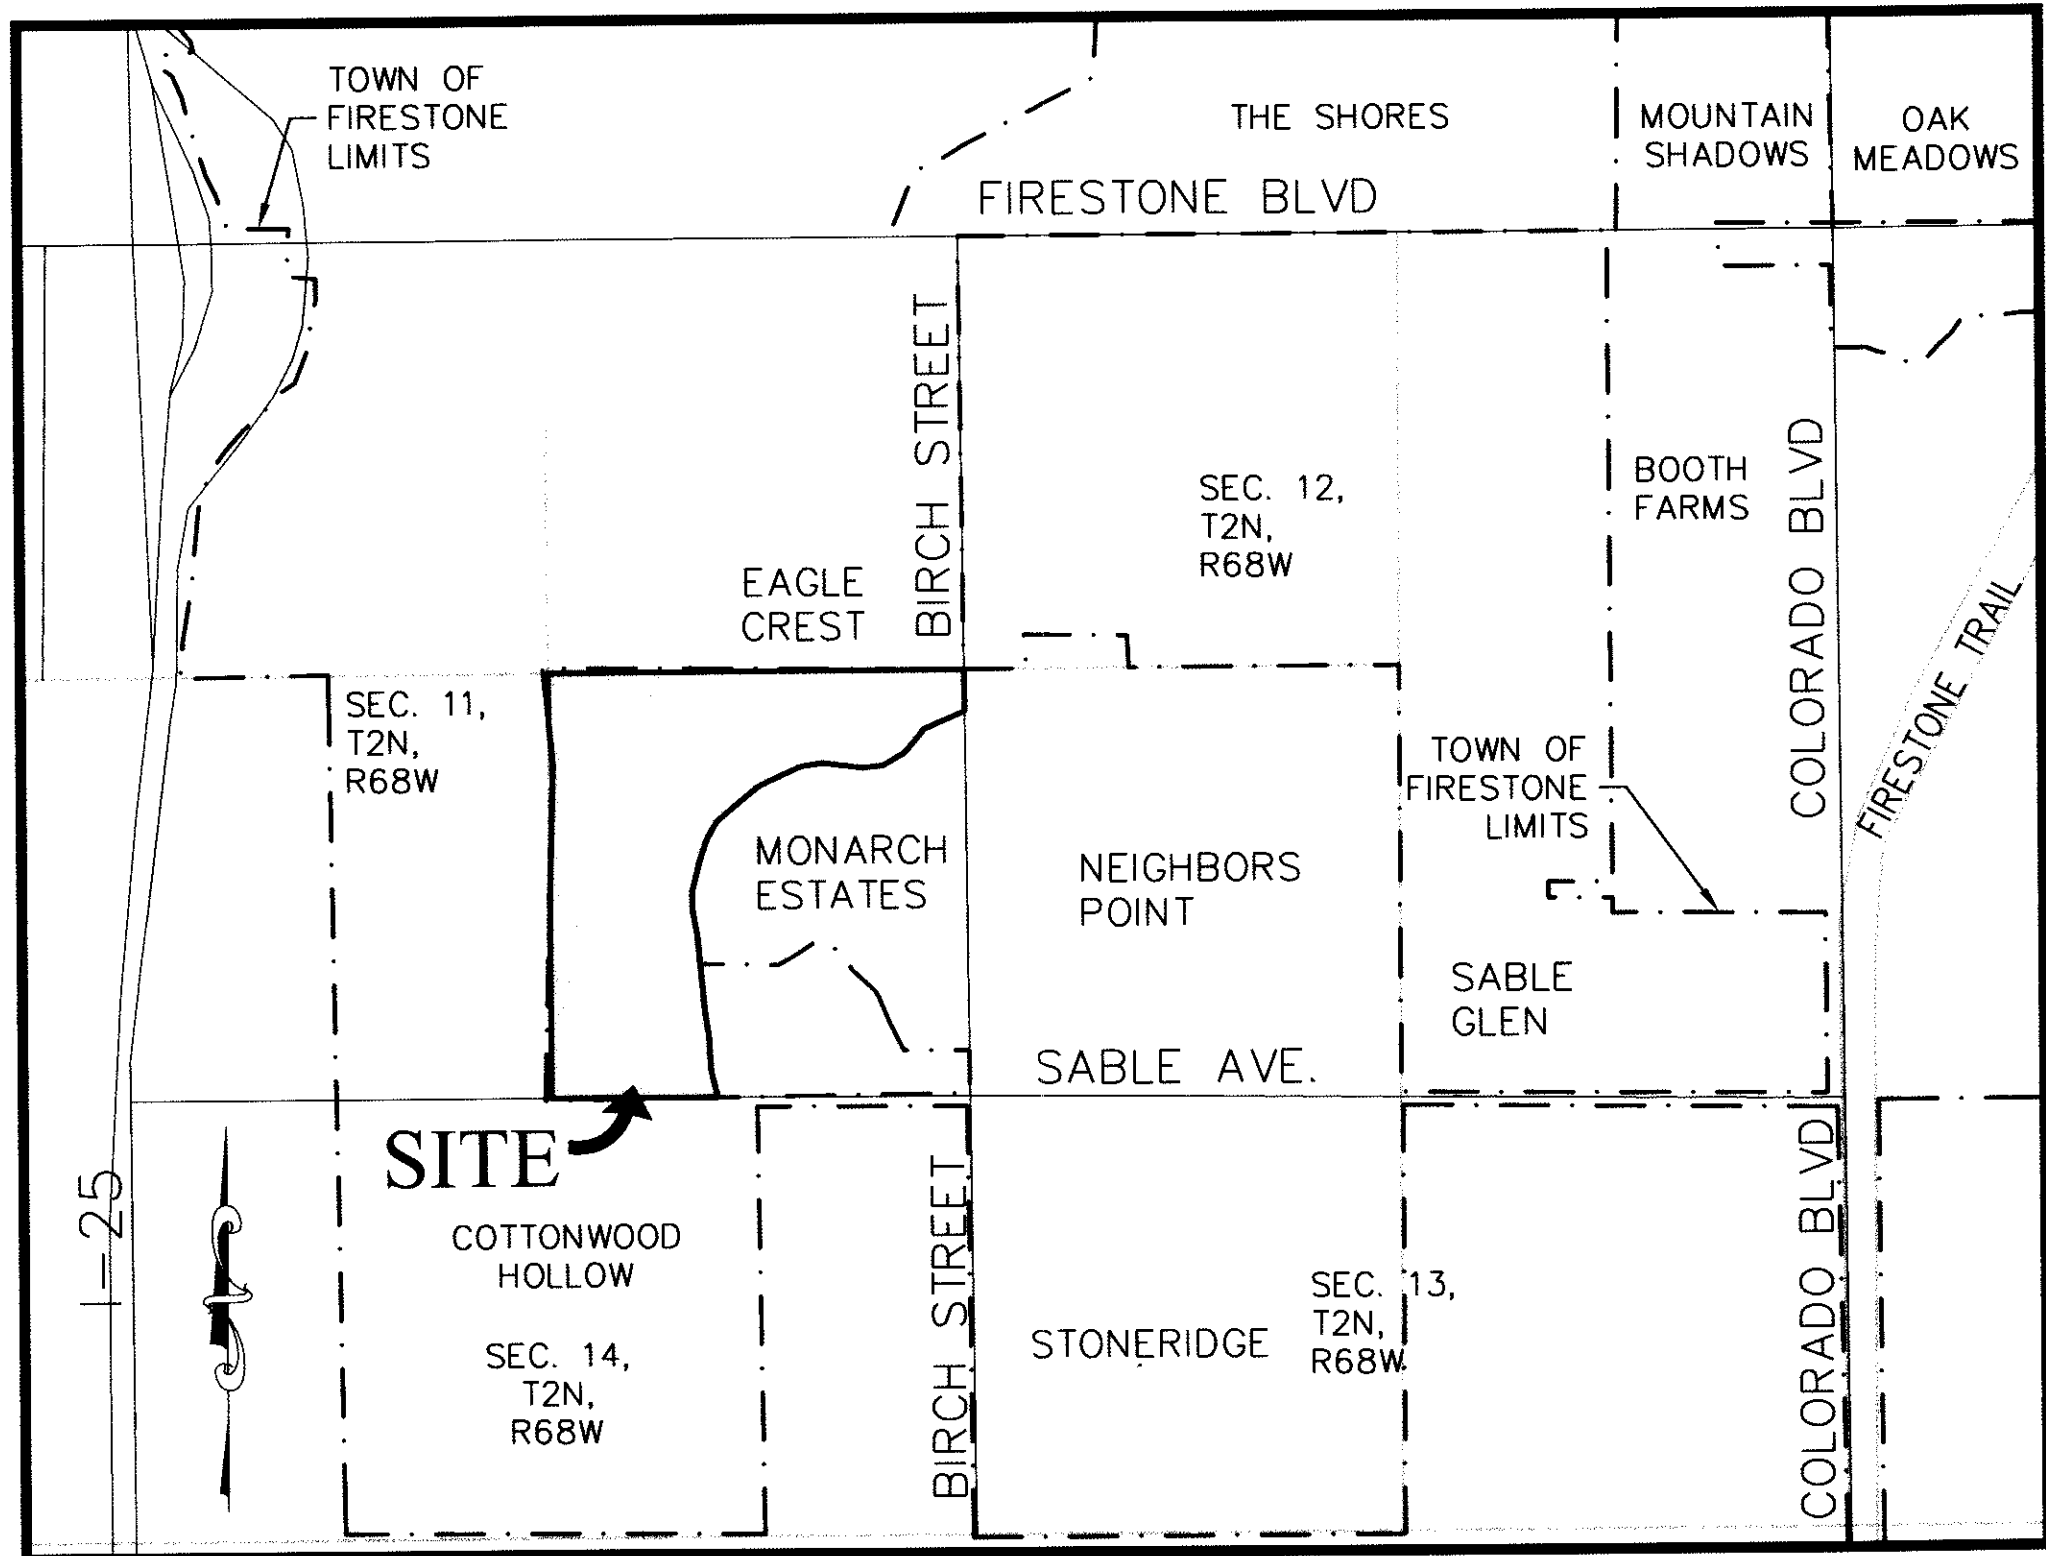 TOWN OF
FIRESTONE
LIMITS
THE SHORES
MOUNTAIN
SHADOWS
OAK
MEADOWS
FIRESTONE BLVD
BIRCH STREET
SEC. 12,
T2N,
R68W
BOOTH
FARMS
COLORADO BLVD
EAGLE
CREST
FIRESTONE TRAIL
SEC. 11,
T2N,
R68W
TOWN OF
FIRESTONE
LIMITS
MONARCH
ESTATES
NEIGHBORS
POINT
SABLE
GLEN
SABLE AVE.
SITE
I-25
COTTONWOOD
HOLLOW
SEC. 14,
T2N,
R68W
BIRCH STREET
STONERIDGE
SEC. 13,
T2N,
R68W
COLORADO BLVD